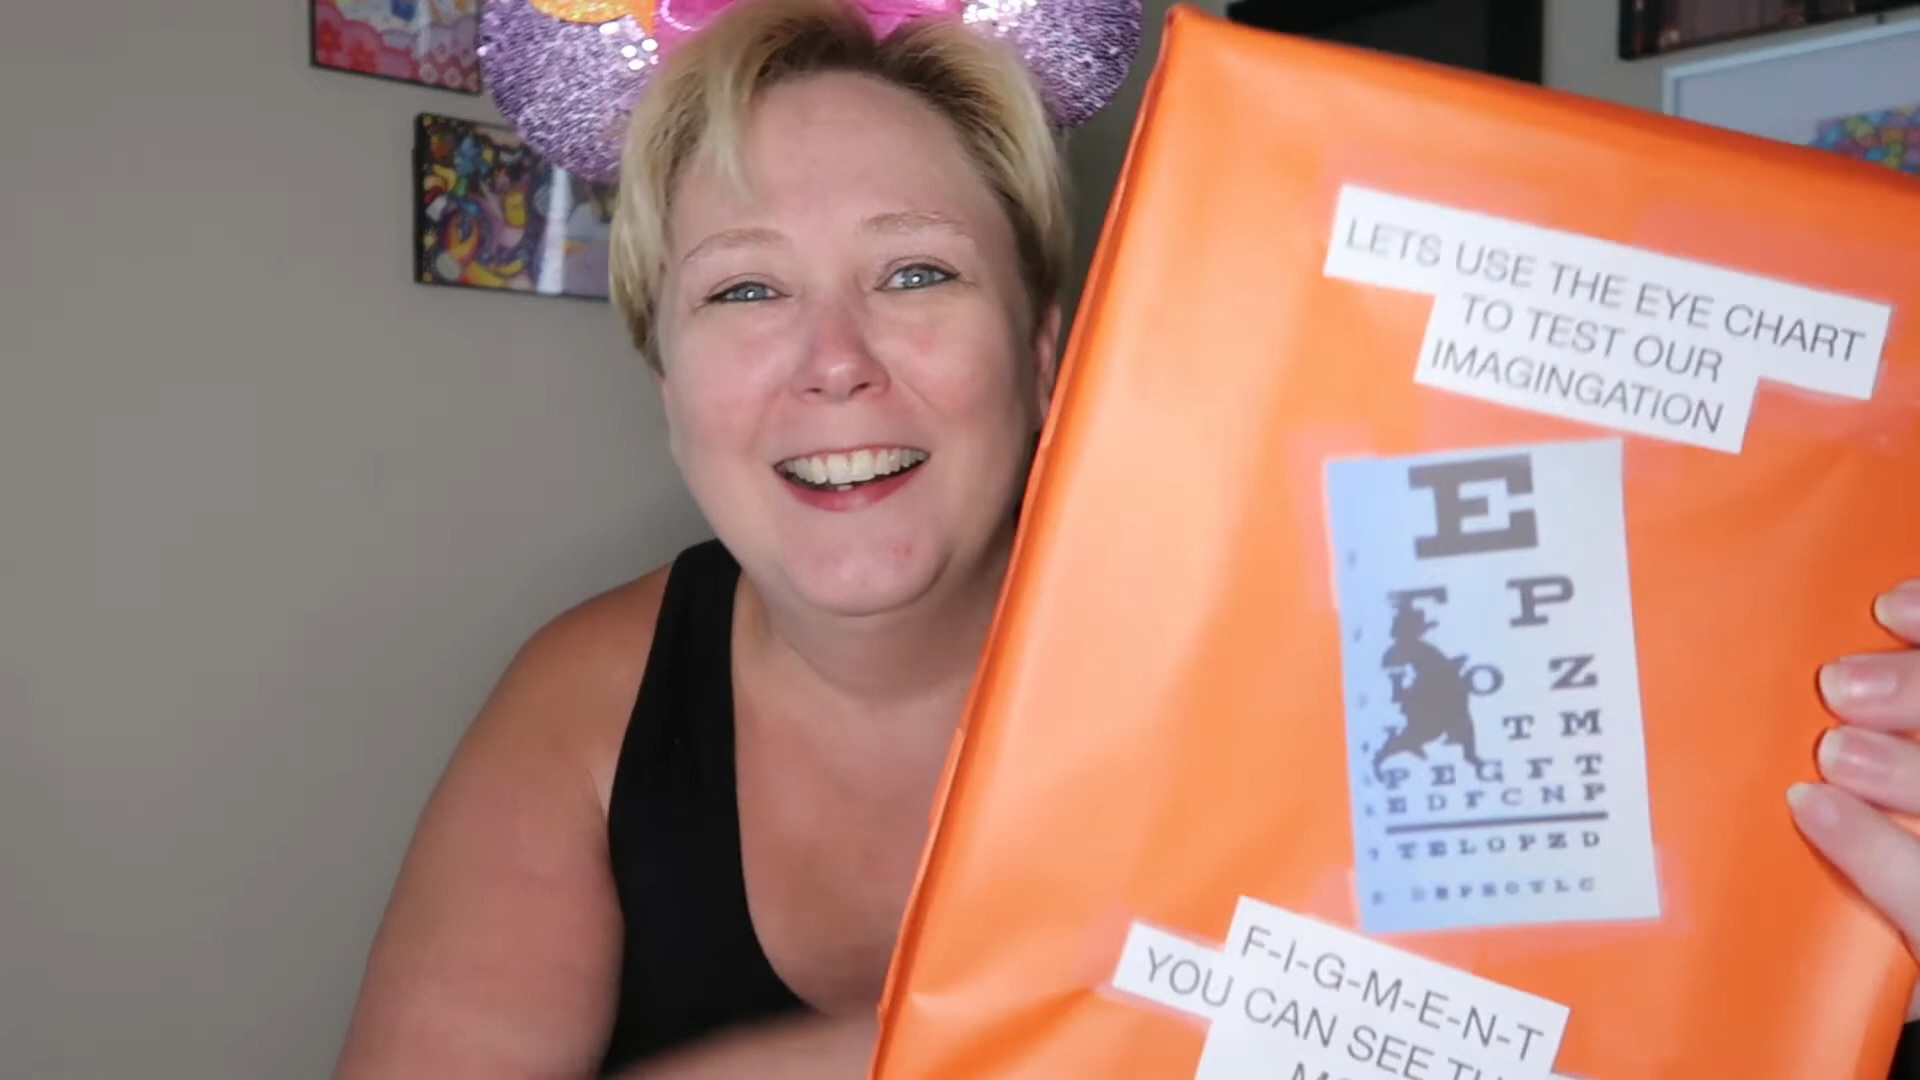 LETS USE THE EYE CHART
TO TEST OUR
IMAGINGATION
E
F P
O Z
T M
P E G F T
E D F C N P
T E L O P Z D
F-I-G-M-E-N-T
YOU CAN SEE